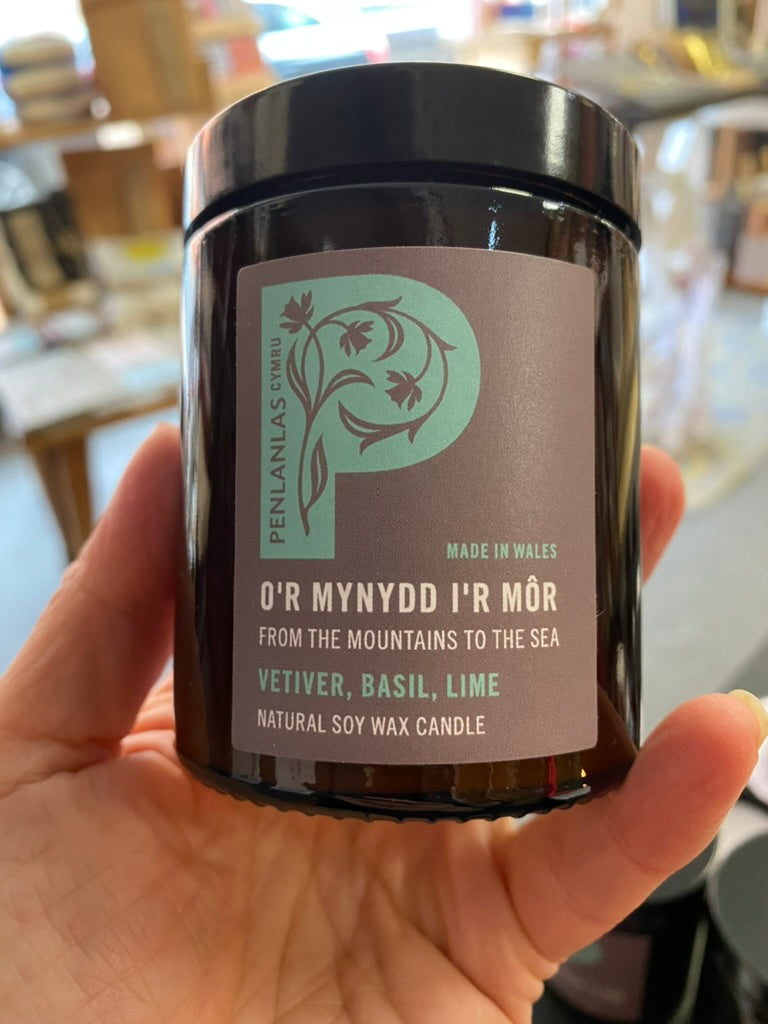 PENLANLAS CYMRU
MADE IN WALES
O'R MYNYDD I'R MÔR
FROM THE MOUNTAINS TO THE SEA
VETIVER, BASIL, LIME
NATURAL SOY WAX CANDLE